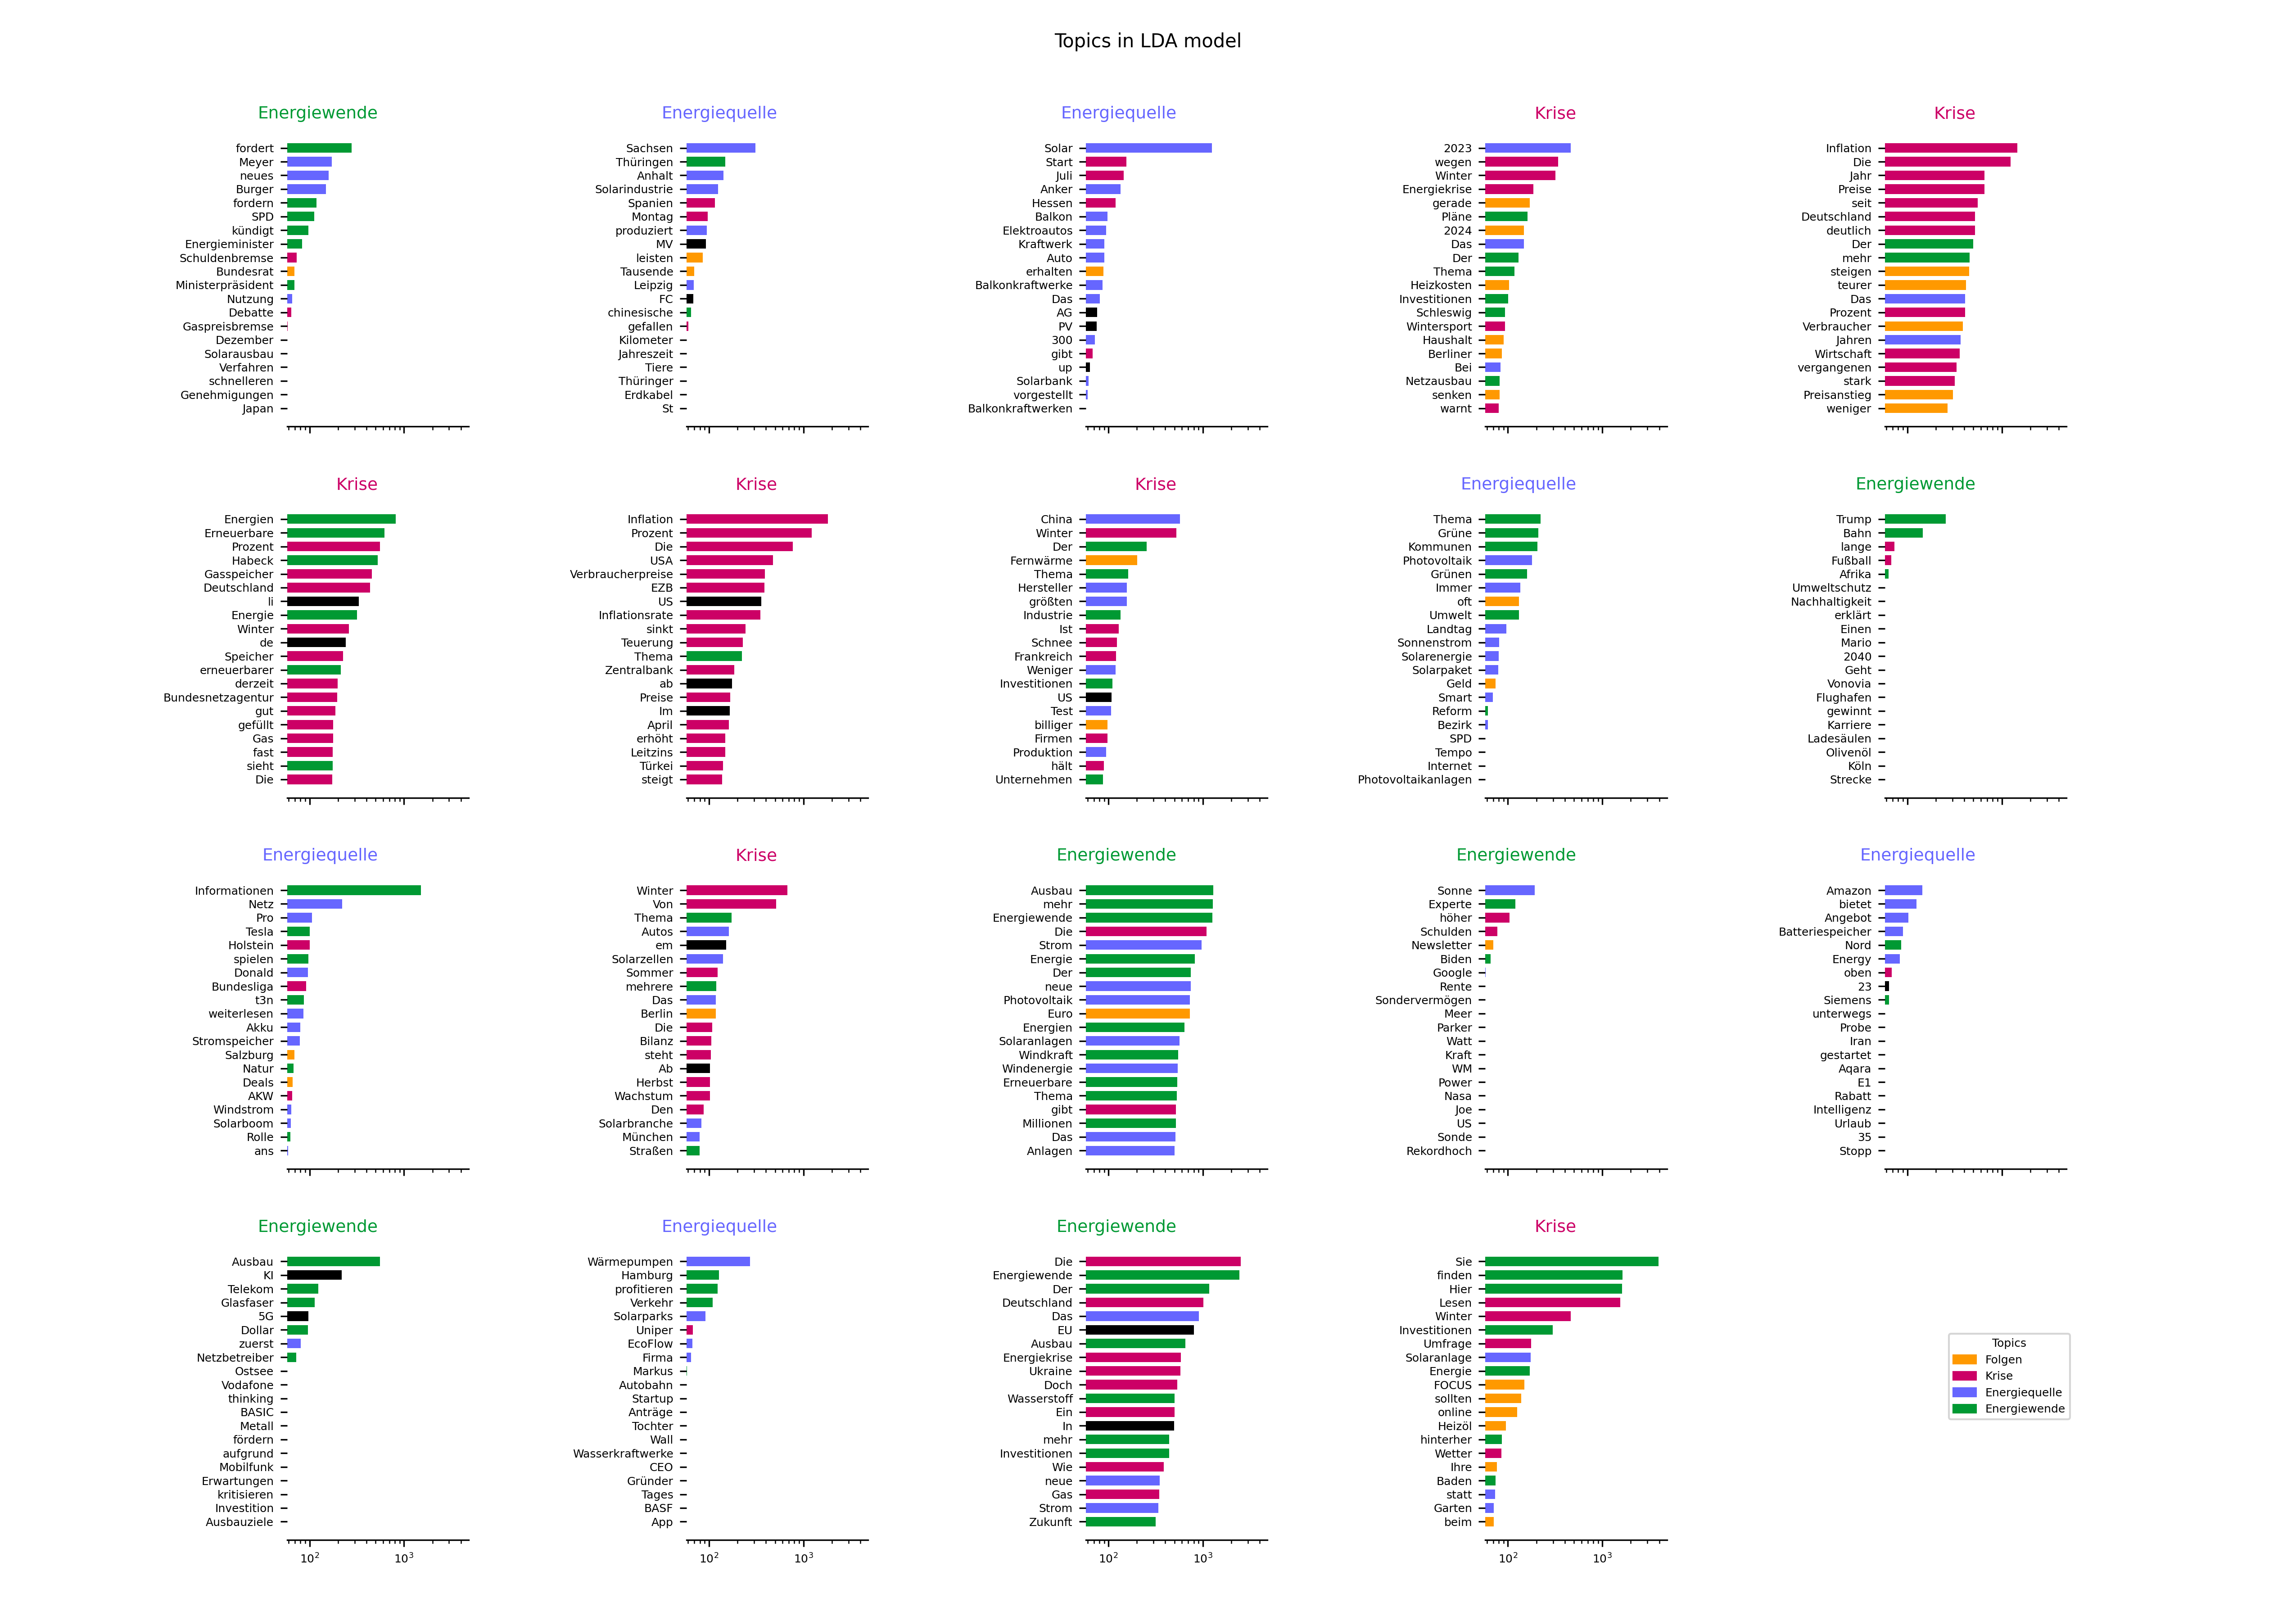 Topics in LDA model
Energiewende
fordert
Meyer
neues
Burger
fordern
SPD
kündigt
Energieminister
Schuldenbremse
Bundesrat
Ministerpräsident
Nutzung
Debatte
Gaspreisbremse
Dezember
Solarausbau
Verfahren
schnelleren
Genehmigungen
Japan
Energiequelle
Sachsen
Thüringen
Anhalt
Solarindustrie
Spanien
Montag
produziert
MV
leisten
Tausende
Leipzig
FC
chinesische
gefallen
Kilometer
Jahreszeit
Tiere
Thüringer
Erdkabel
St
Energiequelle
Solar
Start
Juli
Anker
Hessen
Balkon
Elektroautos
Kraftwerk
Auto
erhalten
Balkonkraftwerke
Das
AG
PV
300
gibt
up
Solarbank
vorgestellt
Balkonkraftwerken
Krise
2023
wegen
Winter
Energiekrise
gerade
Pläne
2024
Das
Der
Thema
Heizkosten
Investitionen
Schleswig
Wintersport
Haushalt
Berliner
Bei
Netzausbau
senken
warnt
Krise
Inflation
Die
Jahr
Preise
seit
Deutschland
deutlich
Der
mehr
steigen
teurer
Das
Prozent
Verbraucher
Jahren
Wirtschaft
vergangenen
stark
Preisanstieg
weniger
Krise
Energien
Erneuerbare
Prozent
Habeck
Gasspeicher
Deutschland
li
Energie
Winter
de
Speicher
erneuerbarer
derzeit
Bundesnetzagentur
gut
gefüllt
Gas
fast
sieht
Die
Krise
Inflation
Prozent
Die
USA
Verbraucherpreise
EZB
US
Inflationsrate
sinkt
Teuerung
Thema
Zentralbank
ab
Preise
Im
April
erhöht
Leitzins
Türkei
steigt
Krise
China
Winter
Der
Fernwärme
Thema
Hersteller
größten
Industrie
Ist
Schnee
Frankreich
Weniger
Investitionen
US
Test
billiger
Firmen
Produktion
hält
Unternehmen
Energiequelle
Thema
Grüne
Kommunen
Photovoltaik
Grünen
Immer
oft
Umwelt
Landtag
Sonnenstrom
Solarenergie
Solarpaket
Geld
Smart
Reform
Bezirk
SPD
Tempo
Internet
Photovoltaikanlagen
Energiewende
Trump
Bahn
lange
Fußball
Afrika
Umweltschutz
Nachhaltigkeit
erklärt
Einen
Mario
2040
Geht
Vonovia
Flughafen
gewinnt
Karriere
Ladesäulen
Olivenöl
Köln
Strecke
Energiequelle
Informationen
Netz
Pro
Tesla
Holstein
spielen
Donald
Bundesliga
t3n
weiterlesen
Akku
Stromspeicher
Salzburg
Natur
Deals
AKW
Windstrom
Solarboom
Rolle
ans
Krise
Winter
Von
Thema
Autos
em
Solarzellen
Sommer
mehrere
Das
Berlin
Die
Bilanz
steht
Ab
Herbst
Wachstum
Den
Solarbranche
München
Straßen
Energiewende
Ausbau
mehr
Energiewende
Die
Strom
Energie
Der
neue
Photovoltaik
Euro
Energien
Solaranlagen
Windkraft
Windenergie
Erneuerbare
Thema
gibt
Millionen
Das
Anlagen
Energiewende
Sonne
Experte
höher
Schulden
Newsletter
Biden
Google
Rente
Sondervermögen
Meer
Parker
Watt
Kraft
WM
Power
Nasa
Joe
US
Sonde
Rekordhoch
Energiequelle
Amazon
bietet
Angebot
Batteriespeicher
Nord
Energy
oben
23
Siemens
unterwegs
Probe
Iran
gestartet
Aqara
E1
Rabatt
Intelligenz
Urlaub
35
Stopp
Energiewende
Ausbau
KI
Telekom
Glasfaser
5G
Dollar
zuerst
Netzbetreiber
Ostsee
Vodafone
thinking
BASIC
Metall
fördern
aufgrund
Mobilfunk
Erwartungen
kritisieren
Investition
Ausbauziele
10² 10³
Energiequelle
Wärmepumpen
Hamburg
profitieren
Verkehr
Solarparks
Uniper
EcoFlow
Firma
Markus
Autobahn
Startup
Anträge
Tochter
Wall
Wasserkraftwerke
CEO
Gründer
Tages
BASF
App
10² 10³
Energiewende
Die
Energiewende
Der
Deutschland
Das
EU
Ausbau
Energiekrise
Ukraine
Doch
Wasserstoff
Ein
In
mehr
Investitionen
Wie
neue
Gas
Strom
Zukunft
10² 10³
Krise
Sie
finden
Hier
Lesen
Winter
Investitionen
Umfrage
Solaranlage
Energie
FOCUS
sollten
online
Heizöl
hinterher
Wetter
Ihre
Baden
statt
Garten
beim
10² 10³
Topics
Folgen
Krise
Energiequelle
Energiewende